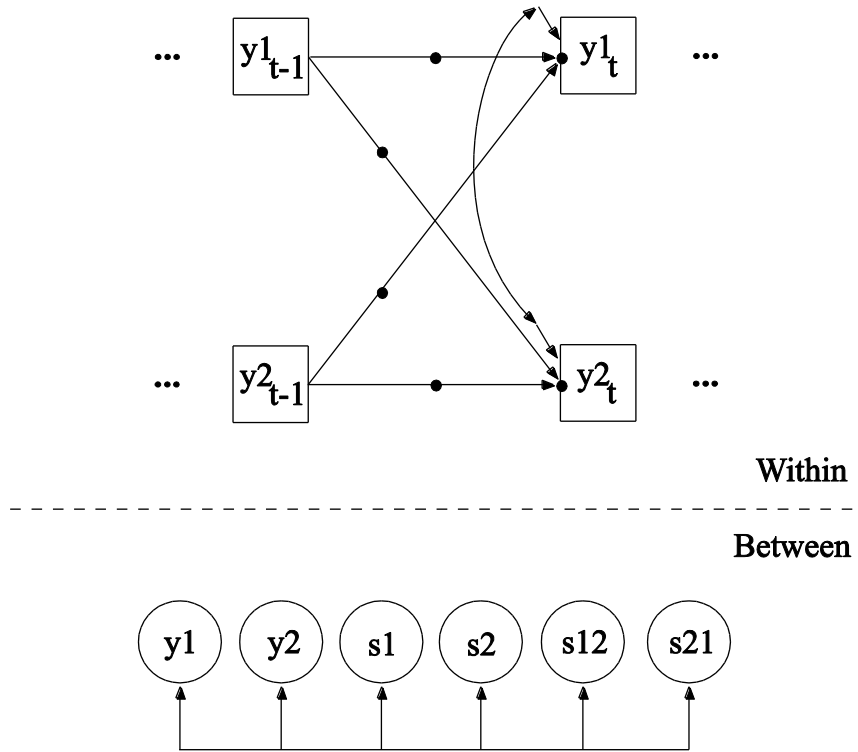 ... y1t-1 y1t ...
... y2t-1 y2t ...
Within
Between
y1 y2 s1 s2 s12 s21